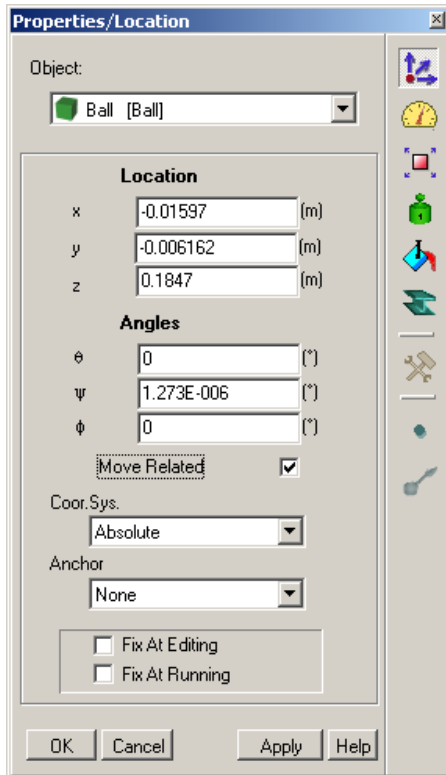 Properties/Location
Object:
Ball [Ball]
Location
x -0.01597 (m)
y -0.006162 (m)
z 0.1847 (m)
Angles
θ 0 (°)
ψ 1.273E-006 (°)
ϕ 0 (°)
Move Related
Coor.Sys.
Absolute
Anchor
None
Fix At Editing
Fix At Running
OK Cancel Apply Help